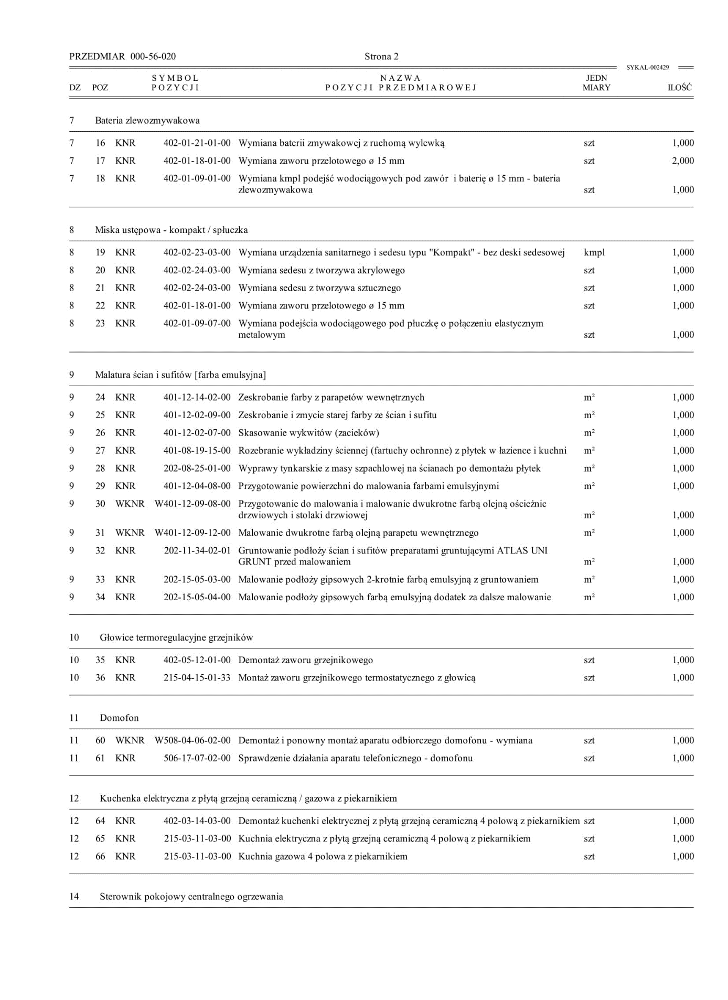 PRZEDMIAR 000-56-020 Strona 2
SYKAL-002429
SYMBOL NAZWA JEDN
DZ POZ POZYCJI POZYCJI PRZEDMIAROWEJ MIARY ILOŚĆ
7 Bateria zlewozmywakowa
7 16 KNR 402-01-21-01-00 Wymiana baterii zmywakowej z ruchomą wylewką szt 1,000
7 17 KNR 402-01-18-01-00 Wymiana zaworu przelotowego ø 15 mm szt 2,000
7 18 KNR 402-01-09-01-00 Wymiana kmpl podejść wodociągowych pod zawór i baterię ø 15 mm - bateria
zlewozmywakowa szt 1,000
8 Miska ustępowa - kompakt / spłuczka
8 19 KNR 402-02-23-03-00 Wymiana urządzenia sanitarnego i sedesu typu "Kompakt" - bez deski sedesowej kmpl 1,000
8 20 KNR 402-02-24-03-00 Wymiana sedesu z tworzywa akrylowego szt 1,000
8 21 KNR 402-02-24-03-00 Wymiana sedesu z tworzywa sztucznego szt 1,000
8 22 KNR 402-01-18-01-00 Wymiana zaworu przelotowego ø 15 mm szt 1,000
8 23 KNR 402-01-09-07-00 Wymiana podejścia wodociągowego pod płuczkę o połączeniu elastycznym
metalowym szt 1,000
9 Malatura ścian i sufitów [farba emulsyjna]
9 24 KNR 401-12-14-02-00 Zeskrobanie farby z parapetów wewnętrznych m² 1,000
9 25 KNR 401-12-02-09-00 Zeskrobanie i zmycie starej farby ze ścian i sufitu m² 1,000
9 26 KNR 401-12-02-07-00 Skasowanie wykwitów (zacieków) m² 1,000
9 27 KNR 401-08-19-15-00 Rozebranie wykładziny ściennej (fartuchy ochronne) z płytek w łazience i kuchni m² 1,000
9 28 KNR 202-08-25-01-00 Wyprawy tynkarskie z masy szpachlowej na ścianach po demontażu płytek m² 1,000
9 29 KNR 401-12-04-08-00 Przygotowanie powierzchni do malowania farbami emulsyjnymi m² 1,000
9 30 WKNR W401-12-09-08-00 Przygotowanie do malowania i malowanie dwukrotne farbą olejną ościeżnic
drzwiowych i stolaki drzwiowej m² 1,000
9 31 WKNR W401-12-09-12-00 Malowanie dwukrotne farbą olejną parapetu wewnętrznego m² 1,000
9 32 KNR 202-11-34-02-01 Gruntowanie podłoży ścian i sufitów preparatami gruntującymi ATLAS UNI
GRUNT przed malowaniem m² 1,000
9 33 KNR 202-15-05-03-00 Malowanie podłoży gipsowych 2-krotnie farbą emulsyjną z gruntowaniem m² 1,000
9 34 KNR 202-15-05-04-00 Malowanie podłoży gipsowych farbą emulsyjną dodatek za dalsze malowanie m² 1,000
10 Głowice termoregulacyjne grzejników
10 35 KNR 402-05-12-01-00 Demontaż zaworu grzejnikowego szt 1,000
10 36 KNR 215-04-15-01-33 Montaż zaworu grzejnikowego termostatycznego z głowicą szt 1,000
11 Domofon
11 60 WKNR W508-04-06-02-00 Demontaż i ponowny montaż aparatu odbiorczego domofonu - wymiana szt 1,000
11 61 KNR 506-17-07-02-00 Sprawdzenie działania aparatu telefonicznego - domofonu szt 1,000
12 Kuchenka elektryczna z płytą grzejną ceramiczną / gazowa z piekarnikiem
12 64 KNR 402-03-14-03-00 Demontaż kuchenki elektrycznej z płytą grzejną ceramiczną 4 polową z piekarnikiem szt 1,000
12 65 KNR 215-03-11-03-00 Kuchnia elektryczna z płytą grzejną ceramiczną 4 polową z piekarnikiem szt 1,000
12 66 KNR 215-03-11-03-00 Kuchnia gazowa 4 polowa z piekarnikiem szt 1,000
14 Sterownik pokojowy centralnego ogrzewania